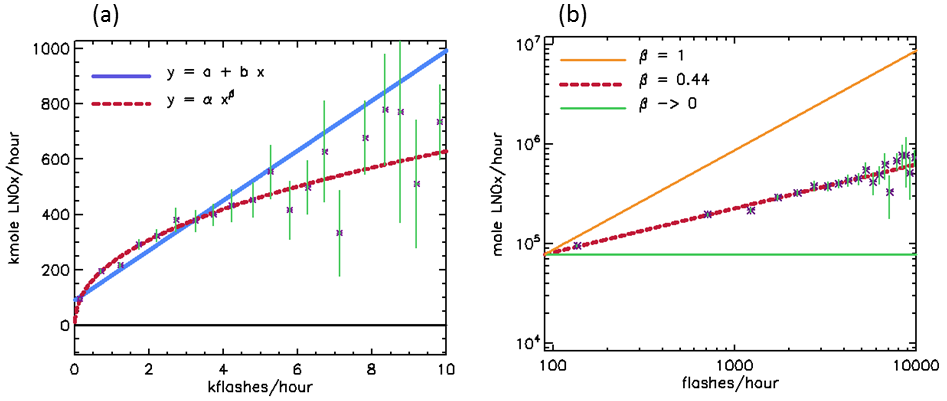 (a)
1000
800
600
400
200
0
kmole LNOx/hour
y = a + b x
y = α x^β
0 2 4 6 8 10
kflashes/hour
(b)
10^7
10^6
10^5
10^4
mole LNOx/hour
β = 1
β = 0.44
β -> 0
100 1000 10000
flashes/hour